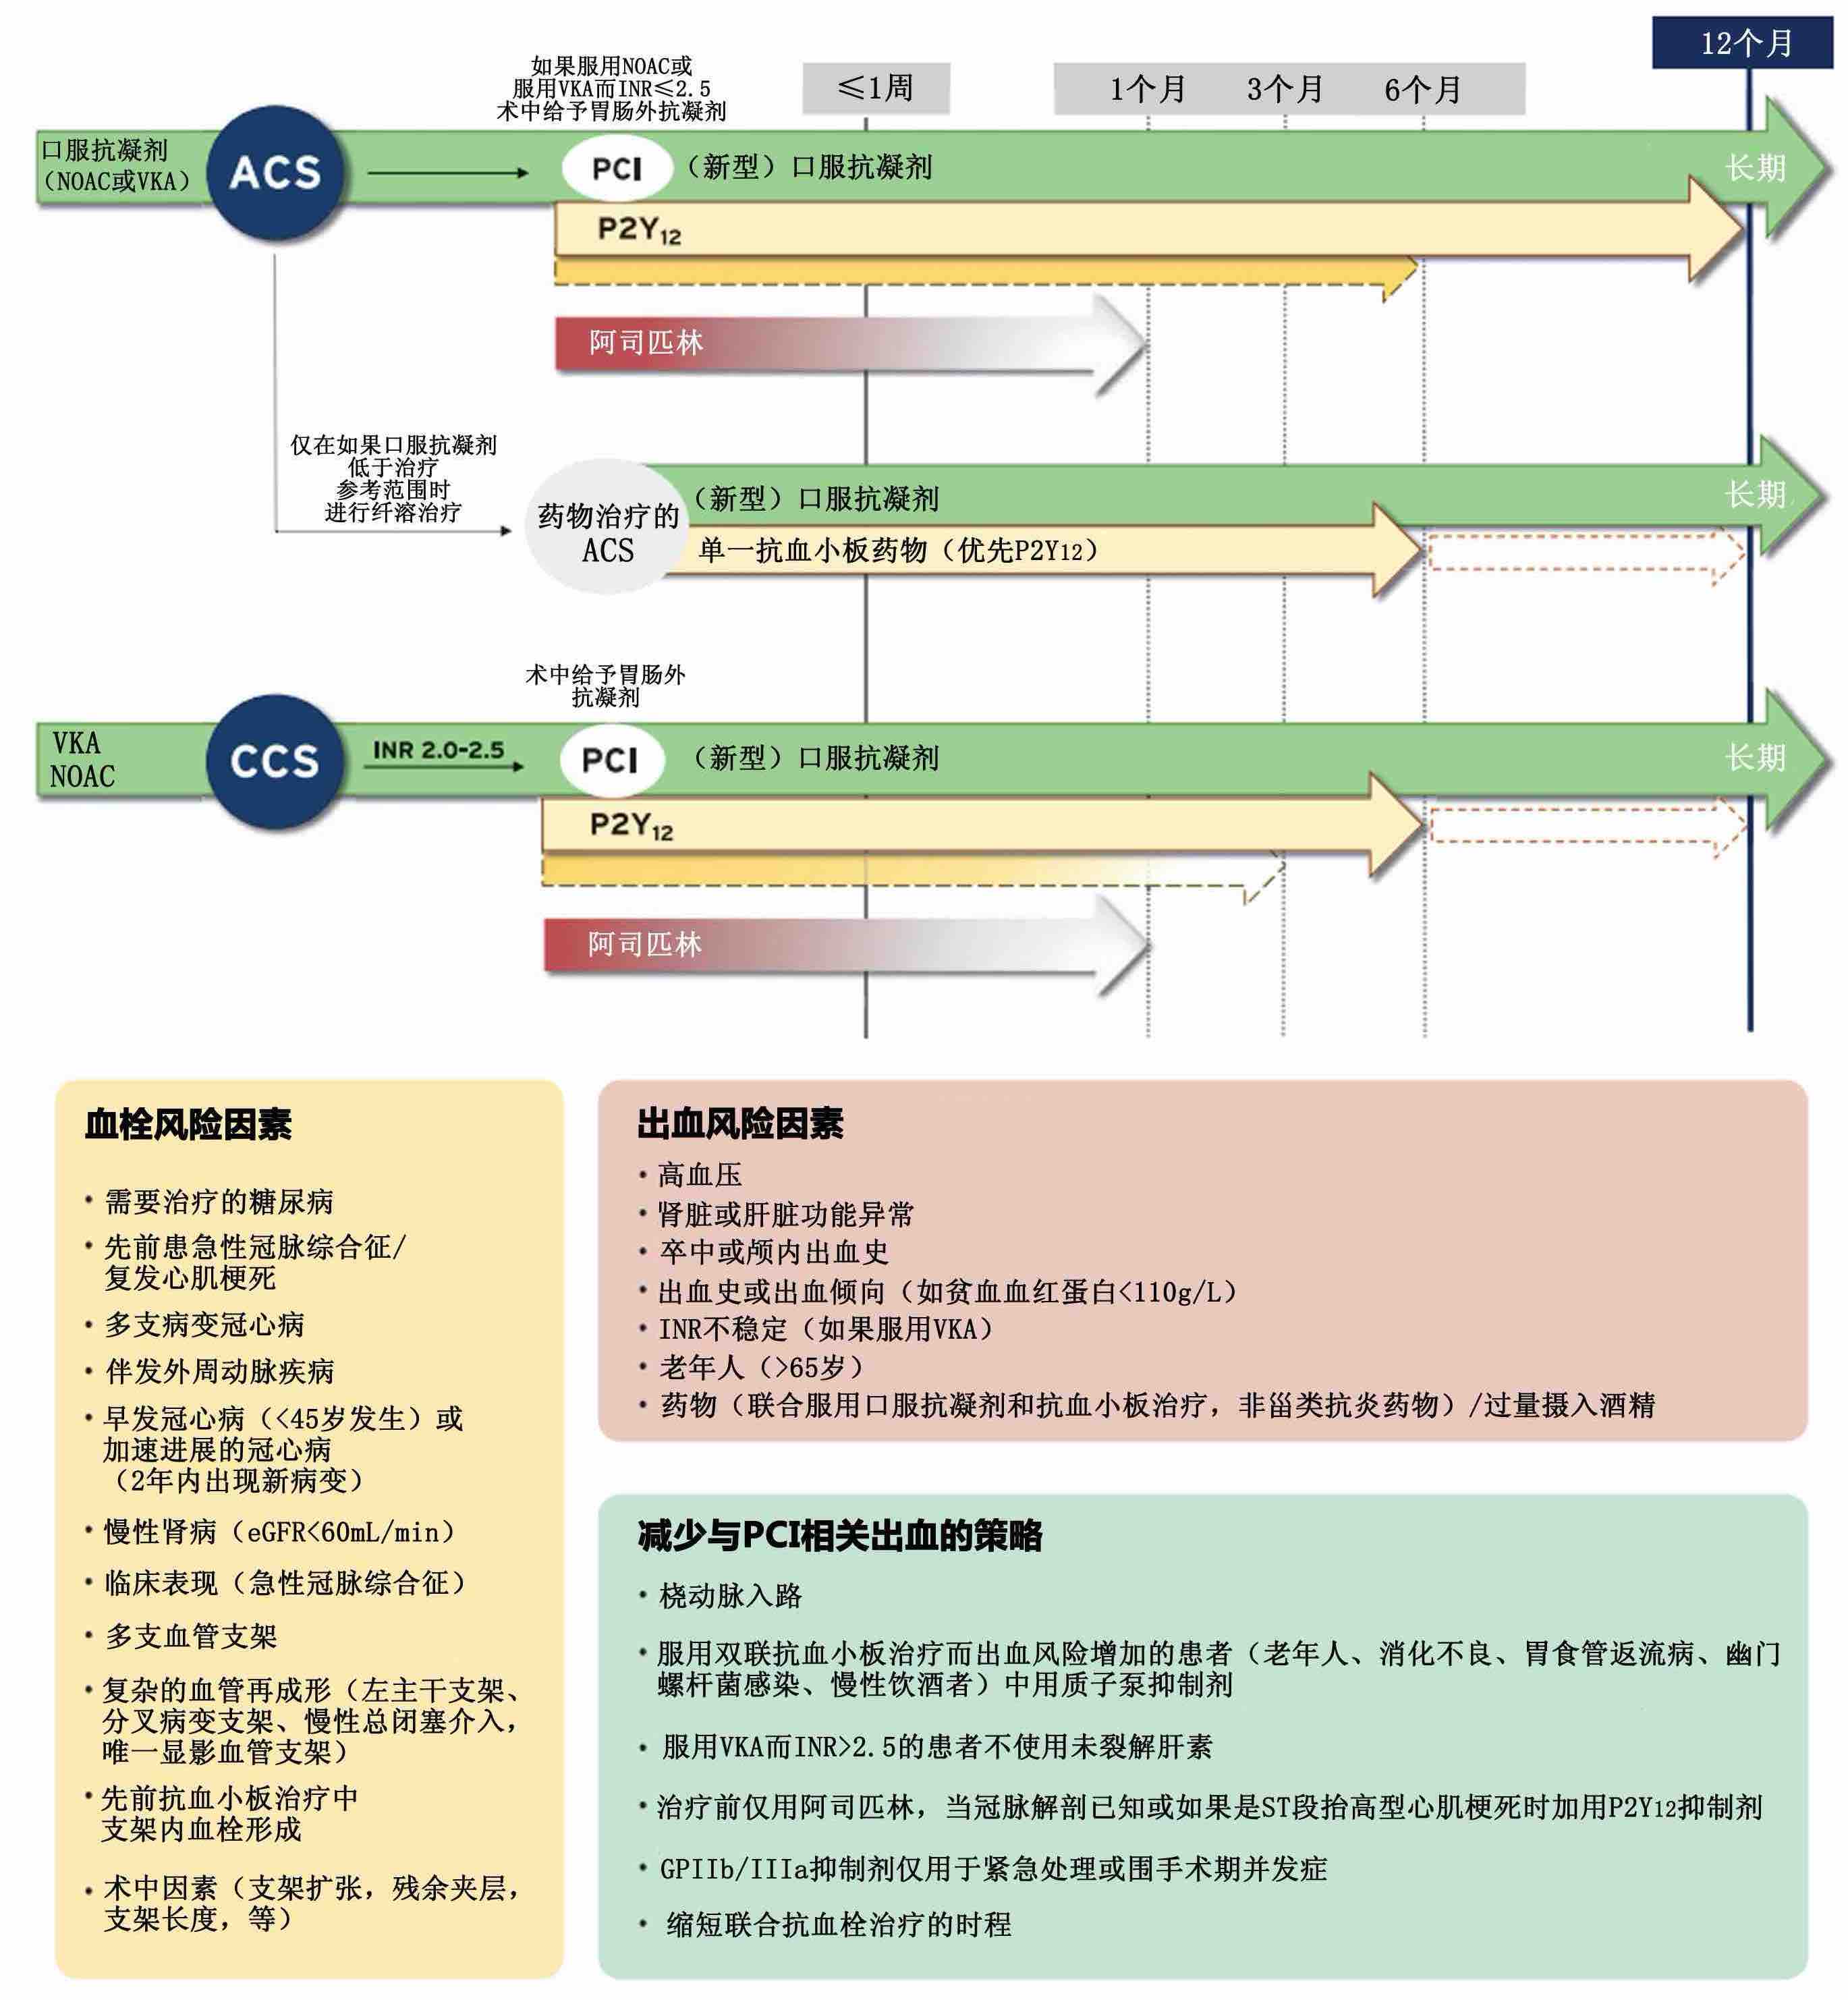 12个月
如果服用NOAC或
服用VKA而INR≤2.5
术中给予胃肠外抗凝剂
≤1周
1个月 3个月 6个月
口服抗凝剂
（NOAC或VKA）
ACS
PCI
（新型）口服抗凝剂
长期
P2Y12
阿司匹林
仅在如果口服抗凝剂
低于治疗
参考范围时
进行纤溶治疗
药物治疗的
ACS
（新型）口服抗凝剂
长期
单一抗血小板药物（优先P2Y12）
术中给予胃肠外
抗凝剂
VKA
NOAC
CCS
INR 2.0-2.5
PCI
（新型）口服抗凝剂
长期
P2Y12
阿司匹林
血栓风险因素
• 需要治疗的糖尿病
• 先前患急性冠脉综合征/
复发心肌梗死
• 多支病变冠心病
• 伴发外周动脉疾病
• 早发冠心病（<45岁发生）或
加速进展的冠心病
（2年内出现新病变）
• 慢性肾病（eGFR<60mL/min）
• 临床表现（急性冠脉综合征）
• 多支血管支架
• 复杂的血管再成形（左主干支架、
分叉病变支架、慢性总闭塞介入，
唯一显影血管支架）
• 先前抗血小板治疗中
支架内血栓形成
• 术中因素（支架扩张，残余夹层，
支架长度，等）
出血风险因素
• 高血压
• 肾脏或肝脏功能异常
• 卒中或颅内出血史
• 出血史或出血倾向（如贫血血红蛋白<110g/L）
• INR不稳定（如果服用VKA）
• 老年人（>65岁）
• 药物（联合服用口服抗凝剂和抗血小板治疗，非甾类抗炎药物）/过量摄入酒精
减少与PCI相关出血的策略
• 桡动脉入路
• 服用双联抗血小板治疗而出血风险增加的患者（老年人、消化不良、胃食管返流病、幽门
螺杆菌感染、慢性饮酒者）中用质子泵抑制剂
• 服用VKA而INR>2.5的患者不使用未裂解肝素
• 治疗前仅用阿司匹林，当冠脉解剖已知或如果是ST段抬高型心肌梗死时加用P2Y12抑制剂
• GPIIb/IIIa抑制剂仅用于紧急处理或围手术期并发症
• 缩短联合抗血栓治疗的时程